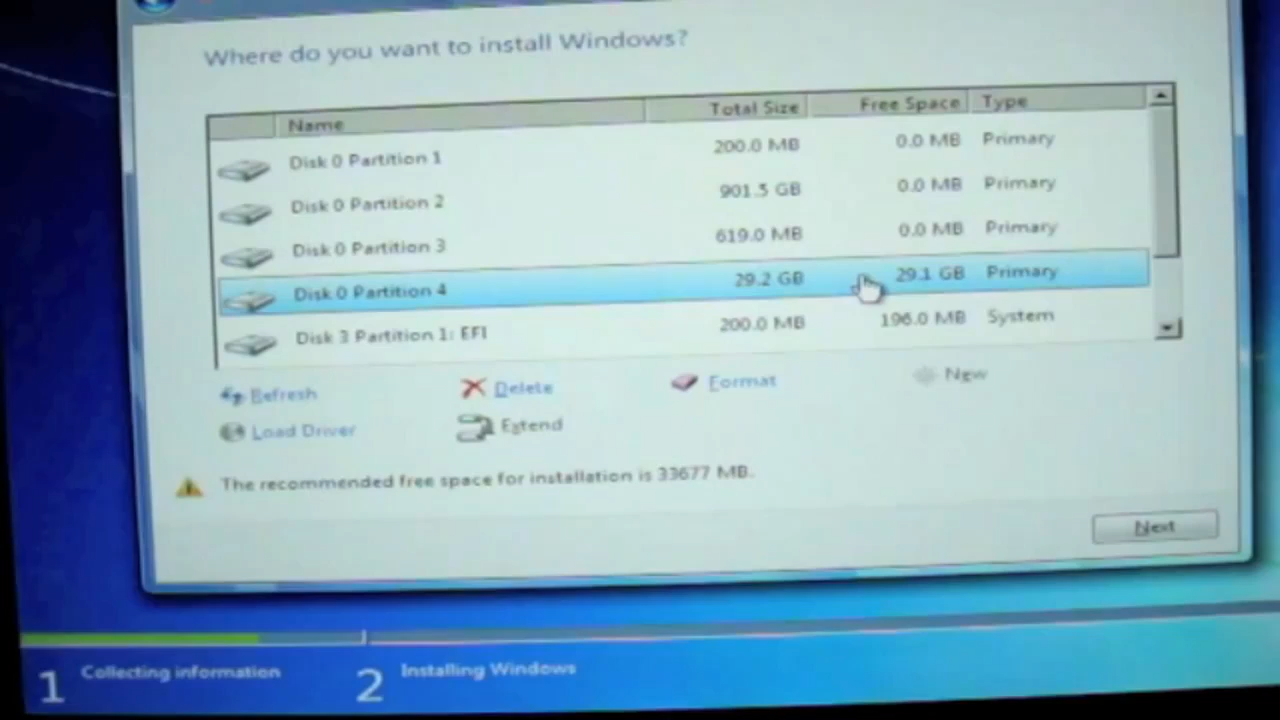 Where do you want to install Windows?
Name Total Size Free Space Type
Disk 0 Partition 1 200.0 MB 0.0 MB Primary
Disk 0 Partition 2 901.5 GB 0.0 MB Primary
Disk 0 Partition 3 619.0 MB 0.0 MB Primary
Disk 0 Partition 4 29.2 GB 29.1 GB Primary
Disk 3 Partition 1: EFI 200.0 MB 196.0 MB System
Refresh Delete Format New
Load Driver Extend
The recommended free space for installation is 33677 MB.
Next
1 Collecting information 2 Installing Windows